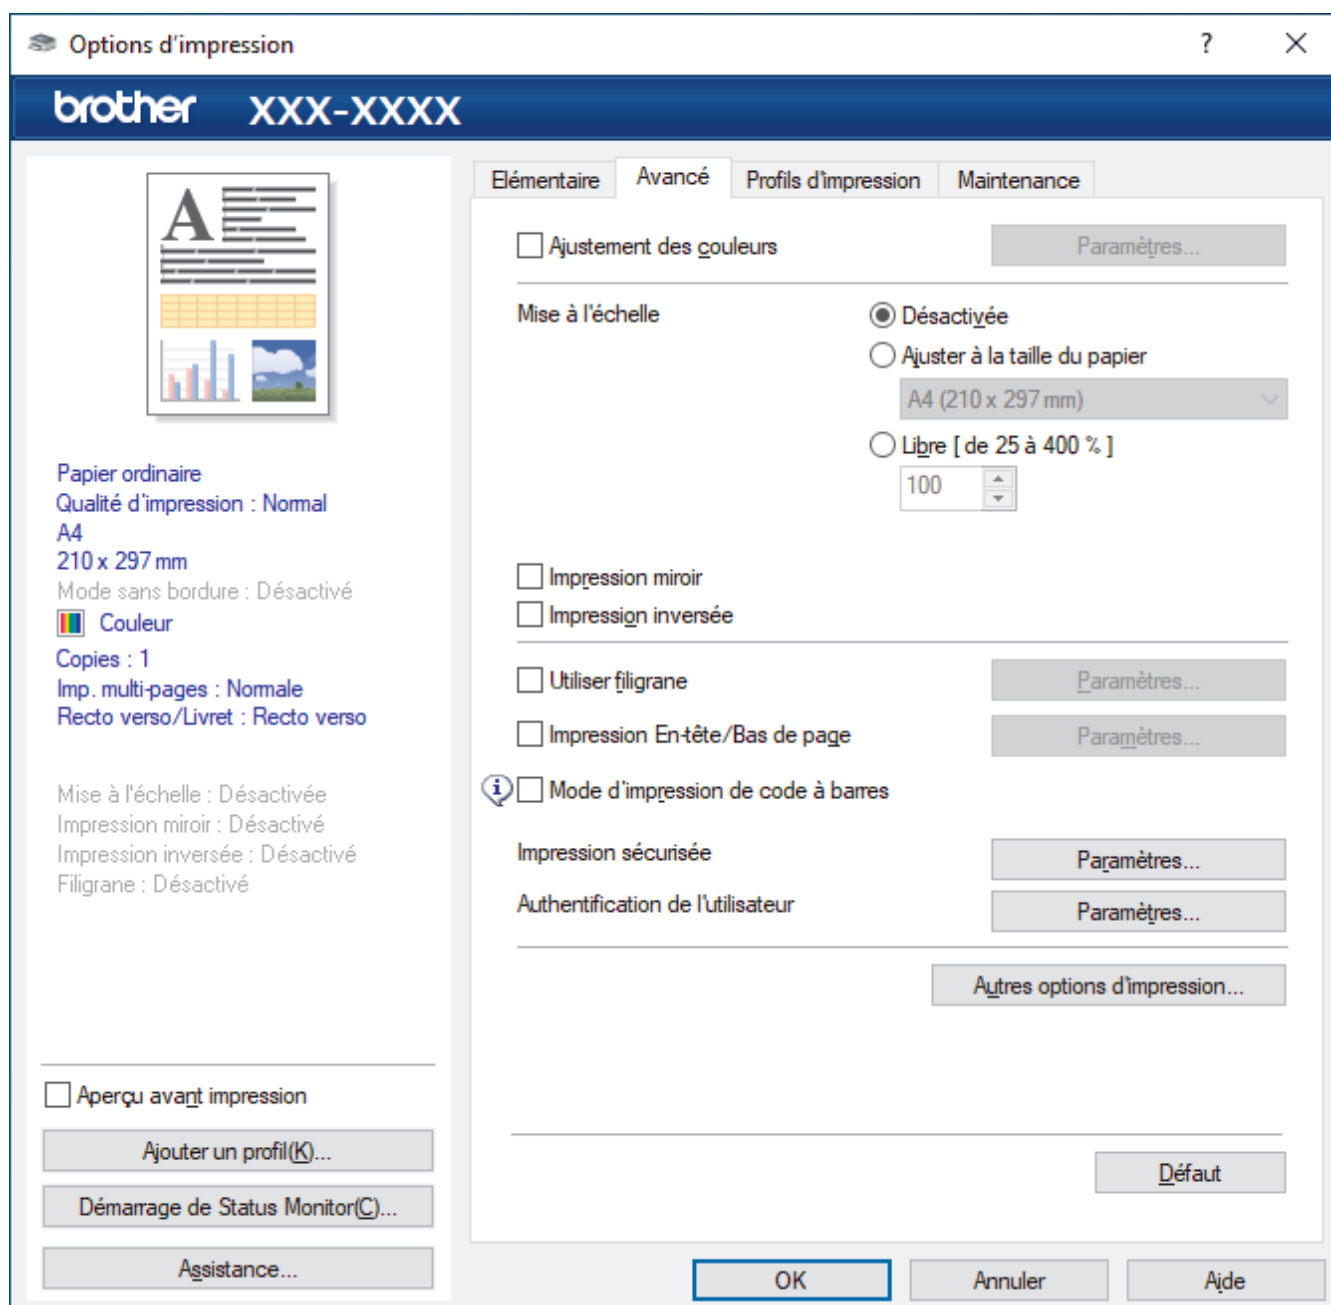 Options d'impression ?
brother XXX-XXXX
A
Papier ordinaire
Qualité d'impression : Normal
A4
210 x 297 mm
Mode sans bordure : Désactivé
Couleur
Copies : 1
Imp. multi-pages : Normale
Recto verso/Livret : Recto verso
Mise à l'échelle : Désactivée
Impression miroir : Désactivé
Impression inversée : Désactivé
Filigrane : Désactivé
Aperçu avant impression
Ajouter un profil(K)...
Démarrage de Status Monitor(C)...
Assistance...
Elémentaire Avancé Profils d'impression Maintenance
Ajustement des couleurs Paramètres...
Mise à l'échelle Désactivée
Ajuster à la taille du papier
A4 (210 x 297 mm)
Libre [ de 25 à 400 % ]
100
Impression miroir
Impression inversée
Utiliser filigrane Paramètres...
Impression En-tête/Bas de page Paramètres...
Mode d'impression de code à barres
Impression sécurisée Paramètres...
Authentification de l'utilisateur Paramètres...
Autres options d'impression...
Défaut
OK Annuler Aide